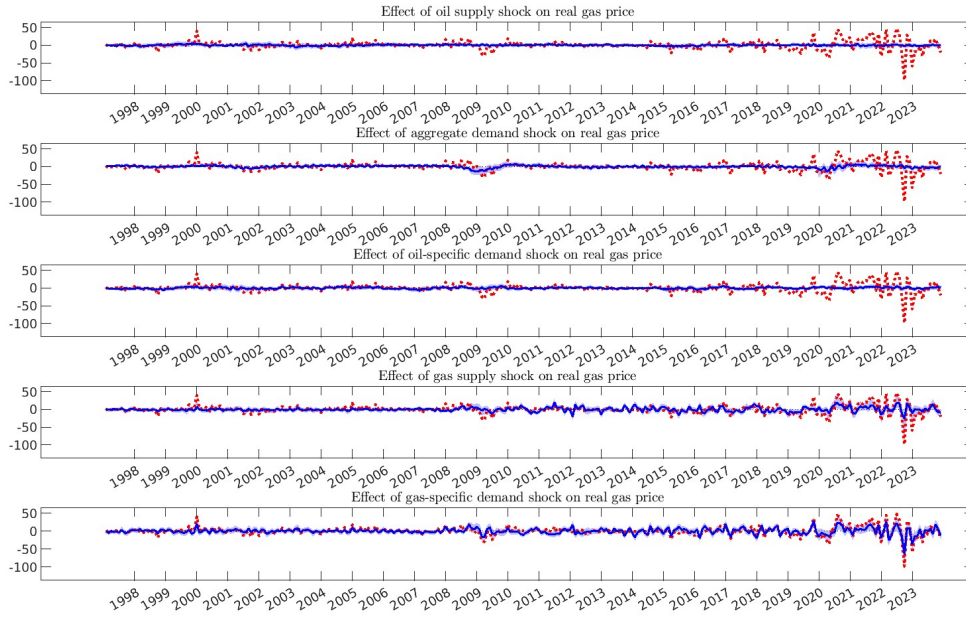 Effect of oil supply shock on real gas price
50
0
-50
-100
1998 1999 2000 2001 2002 2003 2004 2005 2006 2007 2008 2009 2010 2011 2012 2013 2014 2015 2016 2017 2018 2019 2020 2021 2022 2023
Effect of aggregate demand shock on real gas price
50
0
-50
-100
1998 1999 2000 2001 2002 2003 2004 2005 2006 2007 2008 2009 2010 2011 2012 2013 2014 2015 2016 2017 2018 2019 2020 2021 2022 2023
Effect of oil-specific demand shock on real gas price
50
0
-50
-100
1998 1999 2000 2001 2002 2003 2004 2005 2006 2007 2008 2009 2010 2011 2012 2013 2014 2015 2016 2017 2018 2019 2020 2021 2022 2023
Effect of gas supply shock on real gas price
50
0
-50
-100
1998 1999 2000 2001 2002 2003 2004 2005 2006 2007 2008 2009 2010 2011 2012 2013 2014 2015 2016 2017 2018 2019 2020 2021 2022 2023
Effect of gas-specific demand shock on real gas price
50
0
-50
-100
1998 1999 2000 2001 2002 2003 2004 2005 2006 2007 2008 2009 2010 2011 2012 2013 2014 2015 2016 2017 2018 2019 2020 2021 2022 2023